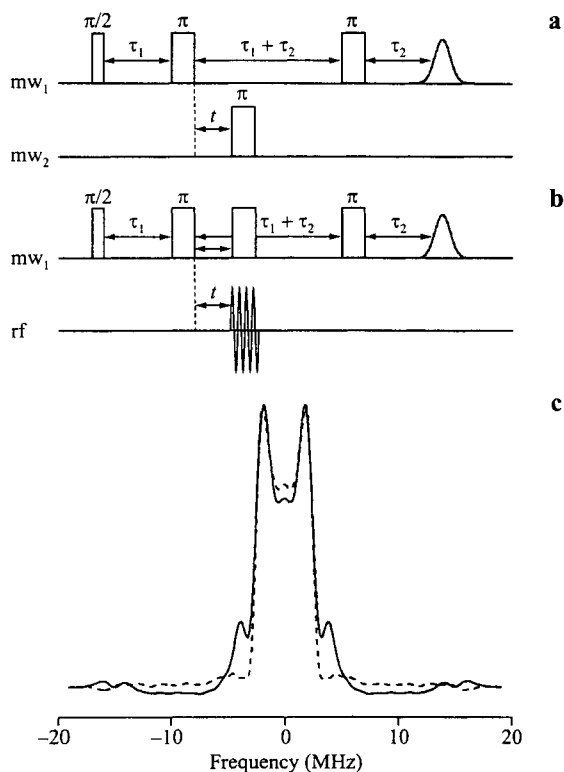 a
π/2 π π
τ₁ τ₁ + τ₂ τ₂
mw₁
π
t
mw₂
b
π/2 π π
τ₁ τ₁ + τ₂ τ₂
mw₁
t
rf
c
−20 −10 0 10 20
Frequency (MHz)